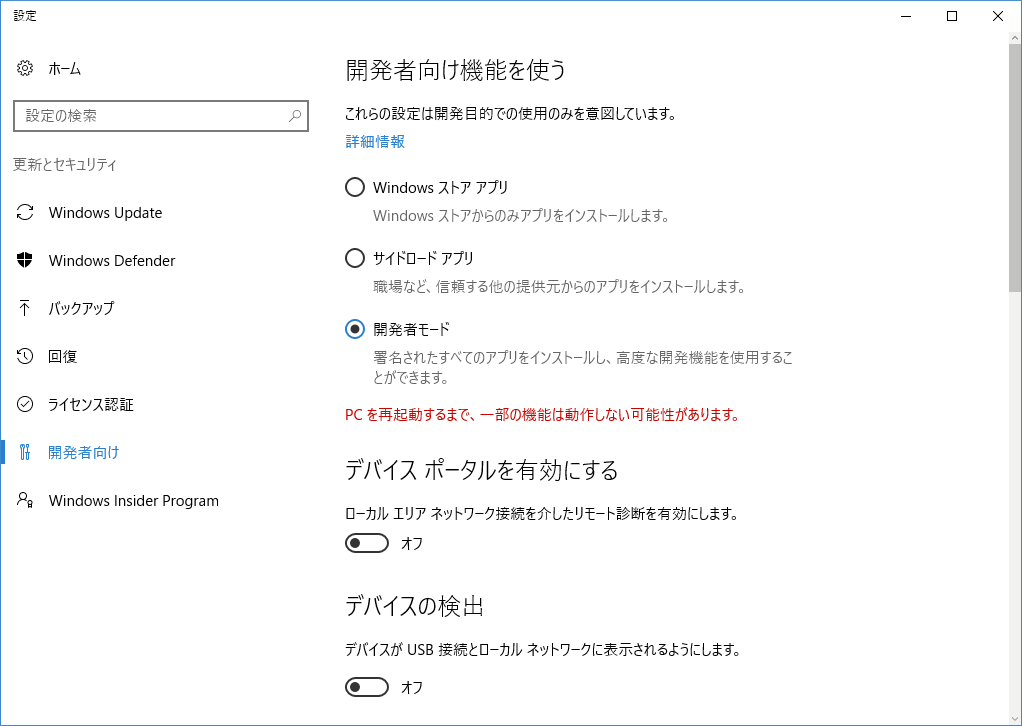 設定
ホーム
設定の検索
更新とセキュリティ
Windows Update
Windows Defender
バックアップ
回復
ライセンス認証
開発者向け
Windows Insider Program
開発者向け機能を使う
これらの設定は開発目的での使用のみを意図しています。
詳細情報
Windows ストア アプリ
Windows ストアからのみアプリをインストールします。
サイドロード アプリ
職場など、信頼する他の提供元からのアプリをインストールします。
開発者モード
署名されたすべてのアプリをインストールし、高度な開発機能を使用するこ
とができます。
PC を再起動するまで、一部の機能は動作しない可能性があります。
デバイス ポータルを有効にする
ローカル エリア ネットワーク接続を介したリモート診断を有効にします。
オフ
デバイスの検出
デバイスが USB 接続とローカル ネットワークに表示されるようにします。
オフ